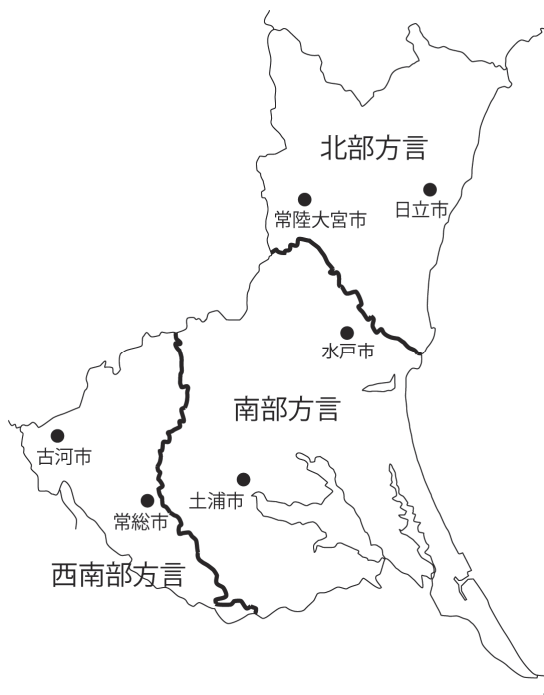 北部方言
日立市
常陸大宮市
水戸市
南部方言
古河市
土浦市
常総市
西南部方言